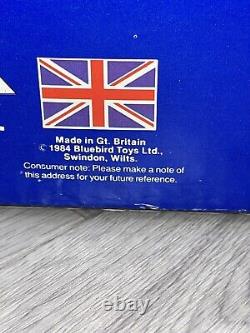 Made in Gt. Britain
© 1984 Bluebird Toys Ltd.,
Swindon, Wilts.
Consumer note: Please make a note of
this address for your future reference.